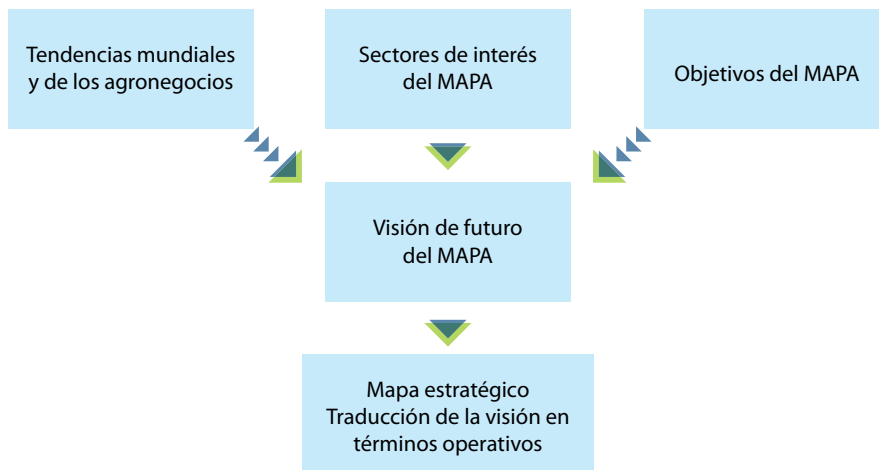 Tendencias mundiales
y de los agronegocios
Sectores de interés
del MAPA
Objetivos del MAPA
Visión de futuro
del MAPA
Mapa estratégico
Traducción de la visión en
términos operativos